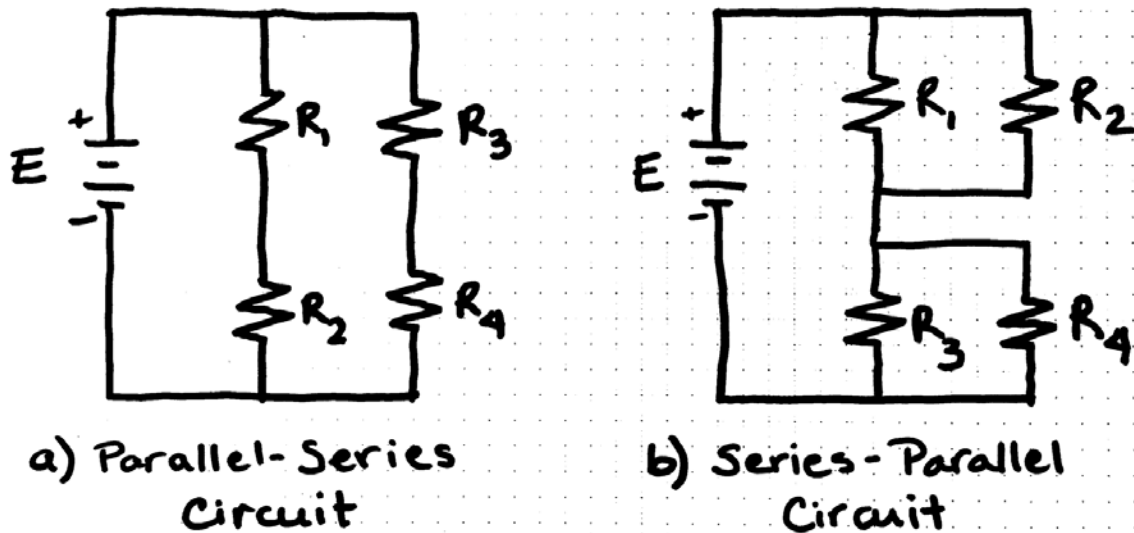 +
E
-
R₁
R₂
R₃
R₄
a) Parallel-Series
Circuit
+
E
-
R₁
R₂
R₃
R₄
b) Series-Parallel
Circuit